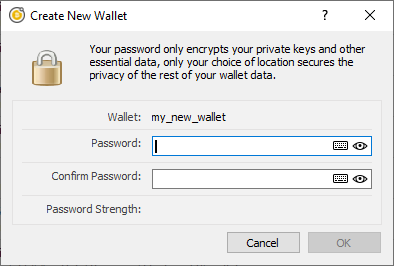 Create New Wallet
?
Your password only encrypts your private keys and other
essential data, only your choice of location secures the
privacy of the rest of your wallet data.
Wallet: my_new_wallet
Password:
Confirm Password:
Password Strength:
Cancel OK